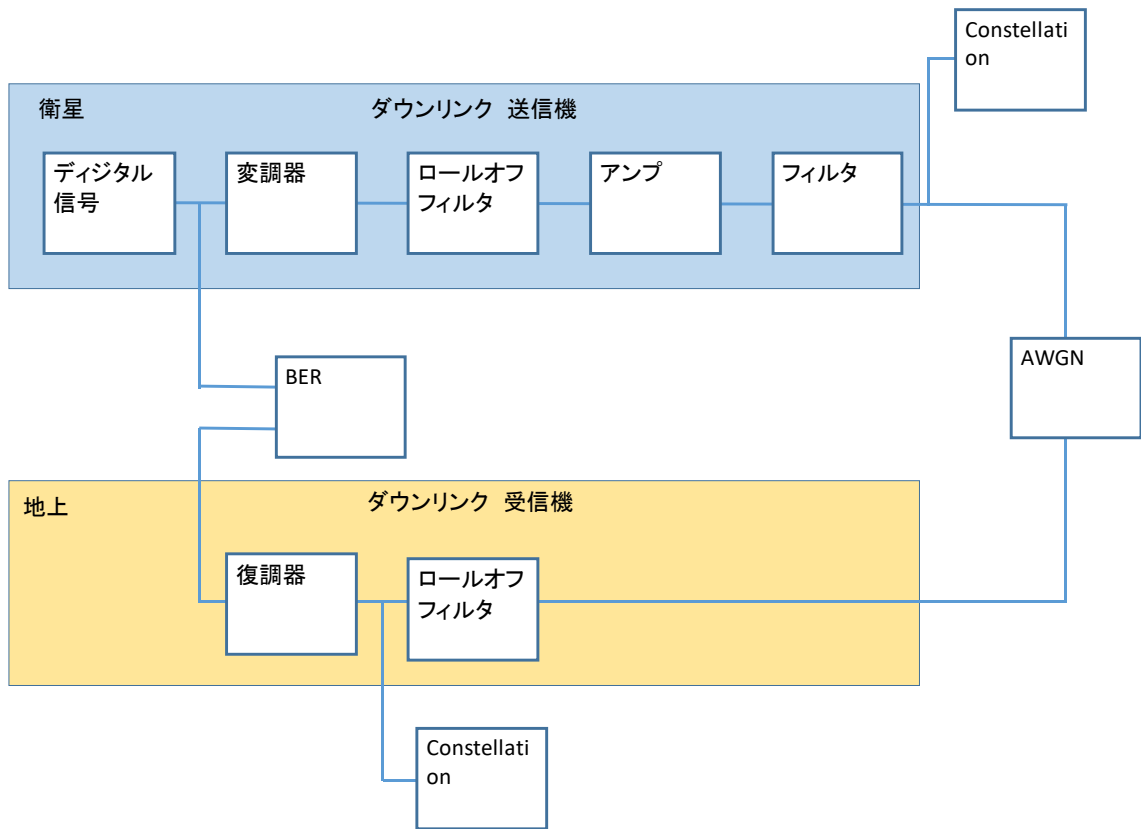 Constellati
on
衛星
ダウンリンク 送信機
ディジタル
信号
変調器
ロールオフ
フィルタ
アンプ
フィルタ
BER
AWGN
地上
ダウンリンク 受信機
復調器
ロールオフ
フィルタ
Constellati
on